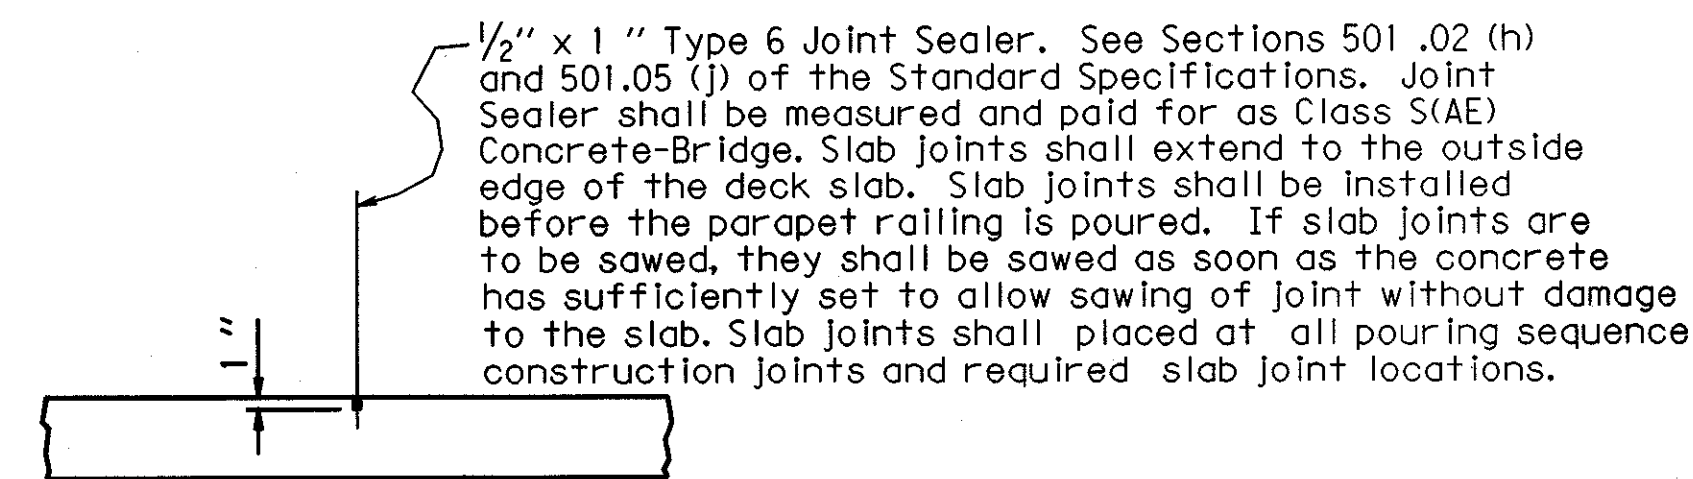 1/2" x 1 " Type 6 Joint Sealer. See Sections 501 .02 (h)
and 501.05 (j) of the Standard Specifications. Joint
Sealer shall be measured and paid for as Class S(AE)
Concrete-Bridge. Slab joints shall extend to the outside
edge of the deck slab. Slab joints shall be installed
before the parapet railing is poured. If slab joints are
to be sawed, they shall be sawed as soon as the concrete
has sufficiently set to allow sawing of joint without damage
to the slab. Slab joints shall placed at all pouring sequence
construction joints and required slab joint locations.
1"